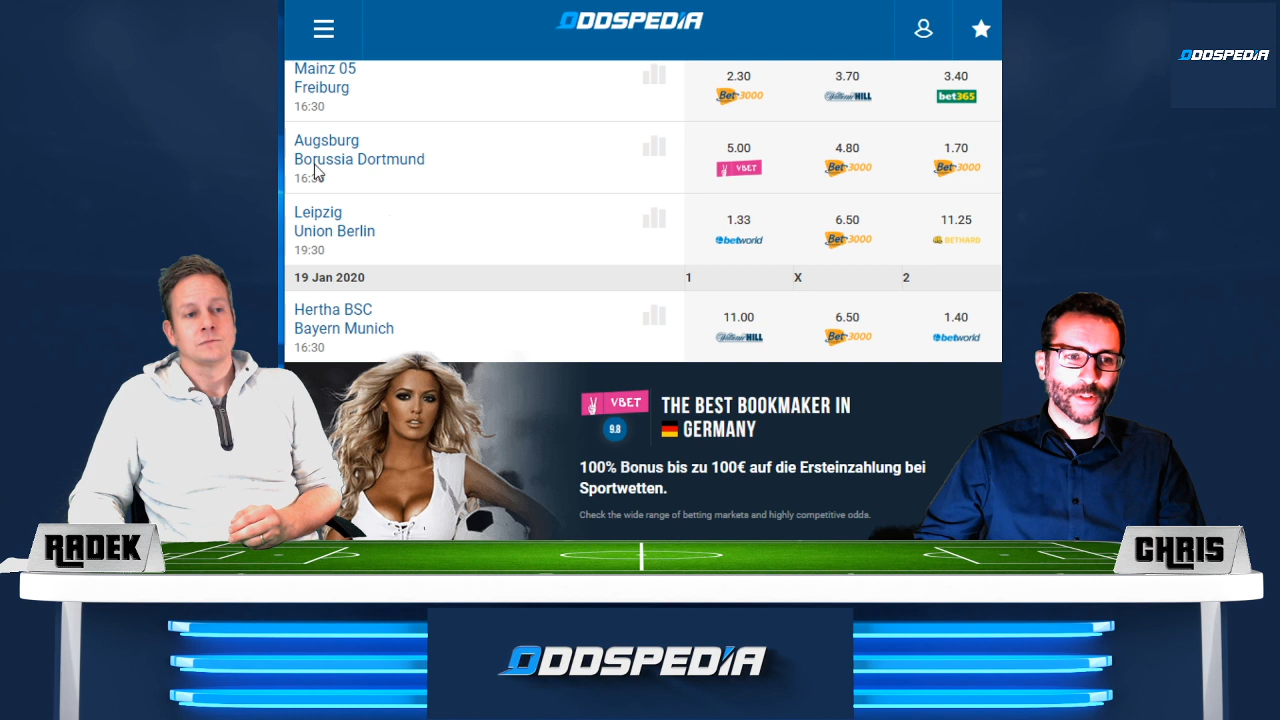 ODDSPEDIA
ODDSPEDIA
Mainz 05
Freiburg
16:30
2.30 3.70 3.40
Bet3000 William HILL bet365
Augsburg
Borussia Dortmund
5.00 4.80 1.70
VBET Bet3000 Bet3000
Leipzig
Union Berlin
19:30
1.33 6.50 11.25
betworld Bet3000 BETHARD
19 Jan 2020 1 X 2
Hertha BSC
Bayern Munich
16:30
11.00 6.50 1.40
William HILL Bet3000 betworld
VBET
9.8
THE BEST BOOKMAKER IN
GERMANY
100% Bonus bis zu 100€ auf die Ersteinzahlung bei
Sportwetten.
Check the wide range of betting markets and highly competitive odds.
RADEK
CHRIS
ODDSPEDIA